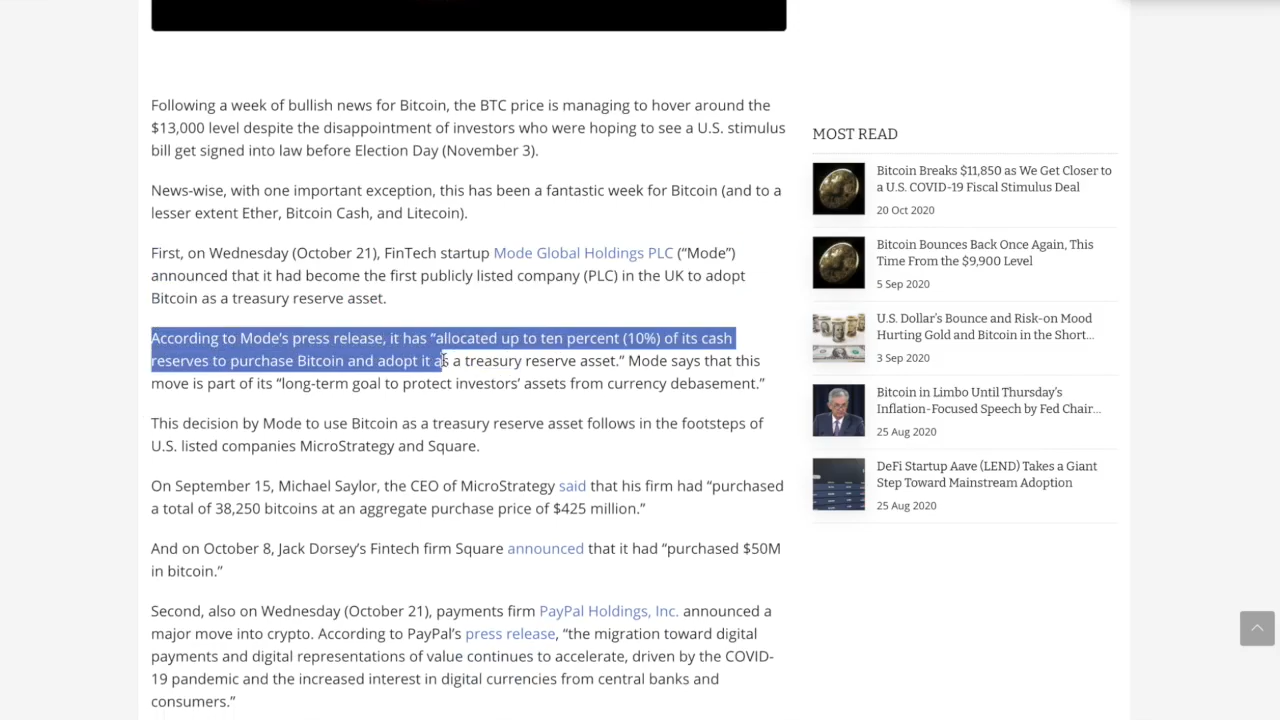 Following a week of bullish news for Bitcoin, the BTC price is managing to hover around the
$13,000 level despite the disappointment of investors who were hoping to see a U.S. stimulus
bill get signed into law before Election Day (November 3).
News-wise, with one important exception, this has been a fantastic week for Bitcoin (and to a
lesser extent Ether, Bitcoin Cash, and Litecoin).
First, on Wednesday (October 21), FinTech startup Mode Global Holdings PLC (“Mode”)
announced that it had become the first publicly listed company (PLC) in the UK to adopt
Bitcoin as a treasury reserve asset.
According to Mode’s press release, it has “allocated up to ten percent (10%) of its cash
reserves to purchase Bitcoin and adopt it as a treasury reserve asset.” Mode says that this
move is part of its “long-term goal to protect investors’ assets from currency debasement.”
This decision by Mode to use Bitcoin as a treasury reserve asset follows in the footsteps of
U.S. listed companies MicroStrategy and Square.
On September 15, Michael Saylor, the CEO of MicroStrategy said that his firm had “purchased
a total of 38,250 bitcoins at an aggregate purchase price of $425 million.”
And on October 8, Jack Dorsey’s Fintech firm Square announced that it had “purchased $50M
in bitcoin.”
Second, also on Wednesday (October 21), payments firm PayPal Holdings, Inc. announced a
major move into crypto. According to PayPal’s press release, “the migration toward digital
payments and digital representations of value continues to accelerate, driven by the COVID-
19 pandemic and the increased interest in digital currencies from central banks and
consumers.”
MOST READ
Bitcoin Breaks $11,850 as We Get Closer to
a U.S. COVID-19 Fiscal Stimulus Deal
20 Oct 2020
Bitcoin Bounces Back Once Again, This
Time From the $9,900 Level
5 Sep 2020
U.S. Dollar’s Bounce and Risk-on Mood
Hurting Gold and Bitcoin in the Short…
3 Sep 2020
Bitcoin in Limbo Until Thursday’s
Inflation-Focused Speech by Fed Chair…
25 Aug 2020
DeFi Startup Aave (LEND) Takes a Giant
Step Toward Mainstream Adoption
25 Aug 2020